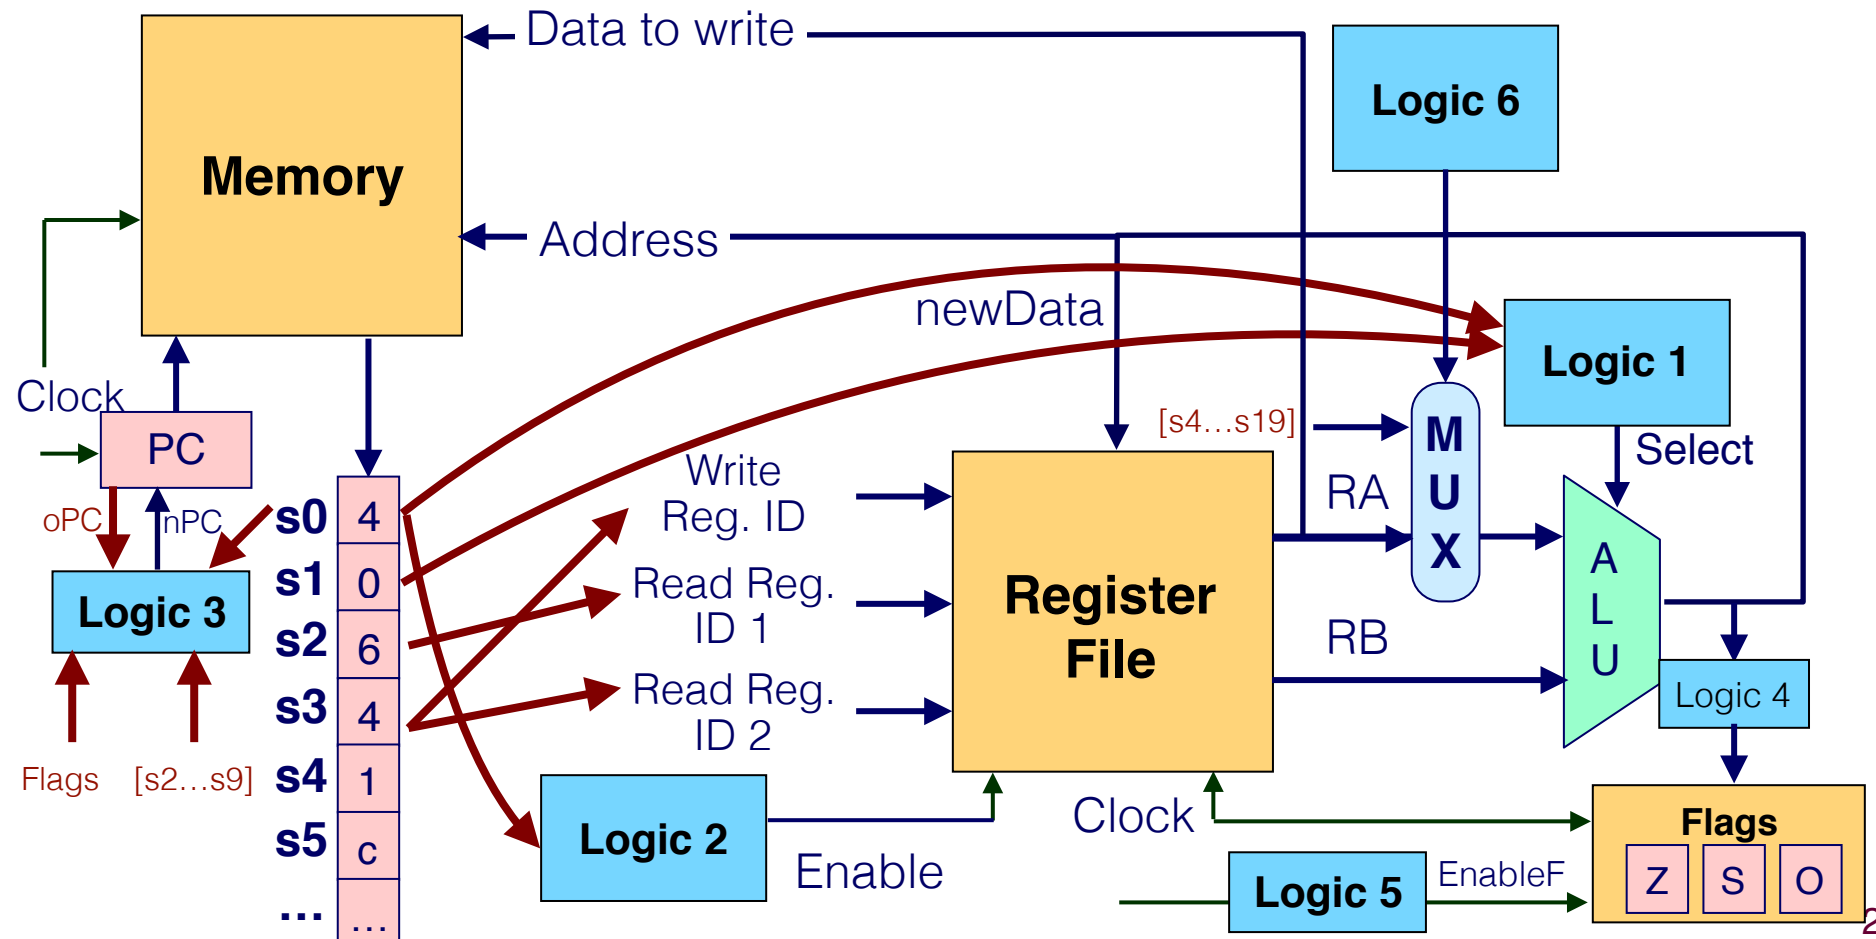 Data to write
Logic 6
Memory
Address
newData
Logic 1
Clock
[s4...s19]
M
U
X
Select
PC
Write
Reg. ID
RA
oPC
nPC
s0
4
s1
0
Read Reg.
ID 1
Register
File
A
L
U
Logic 3
s2
6
RB
s3
4
Read Reg.
ID 2
Logic 4
Flags
[s2...s9]
s4
1
Clock
Flags
s5
c
Logic 2
Enable
Logic 5
EnableF
Z
S
O
...
...
2